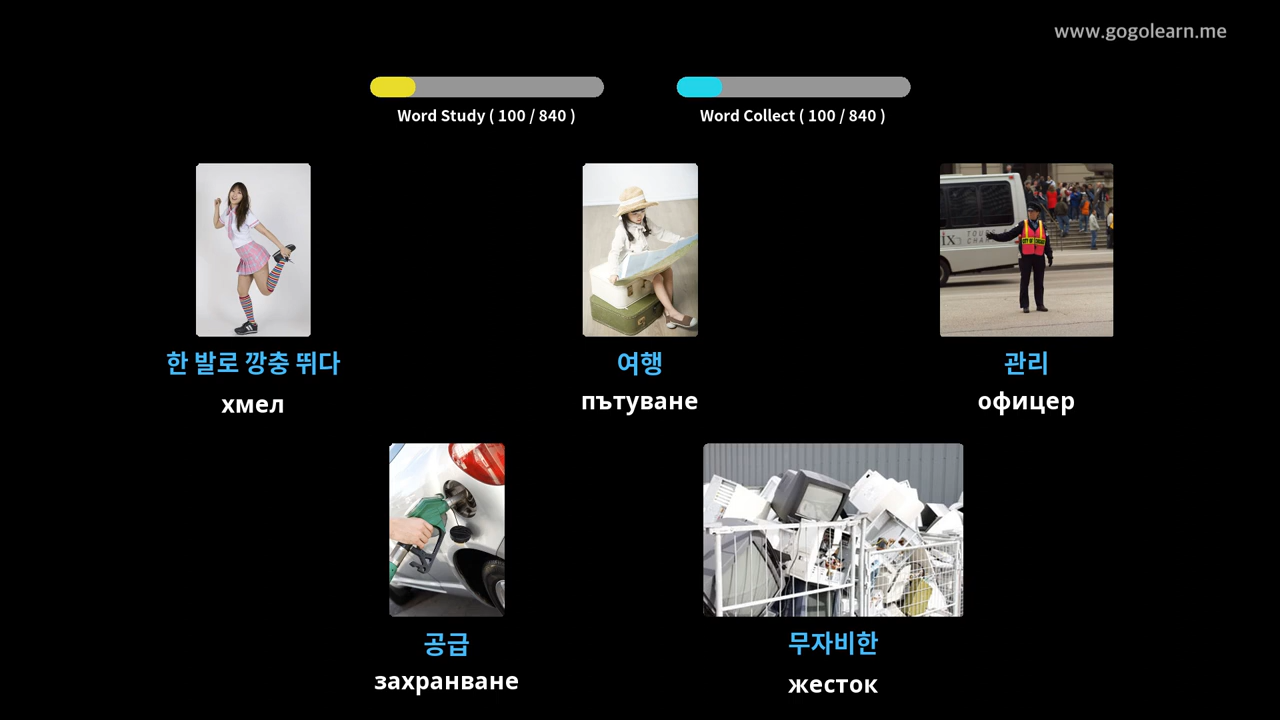 www.gogolearn.me
Word Study ( 100 / 840 )
Word Collect ( 100 / 840 )
한 발로 깡충 뛰다
хмел
여행
пътуване
관리
офицер
공급
захранване
무자비한
жесток